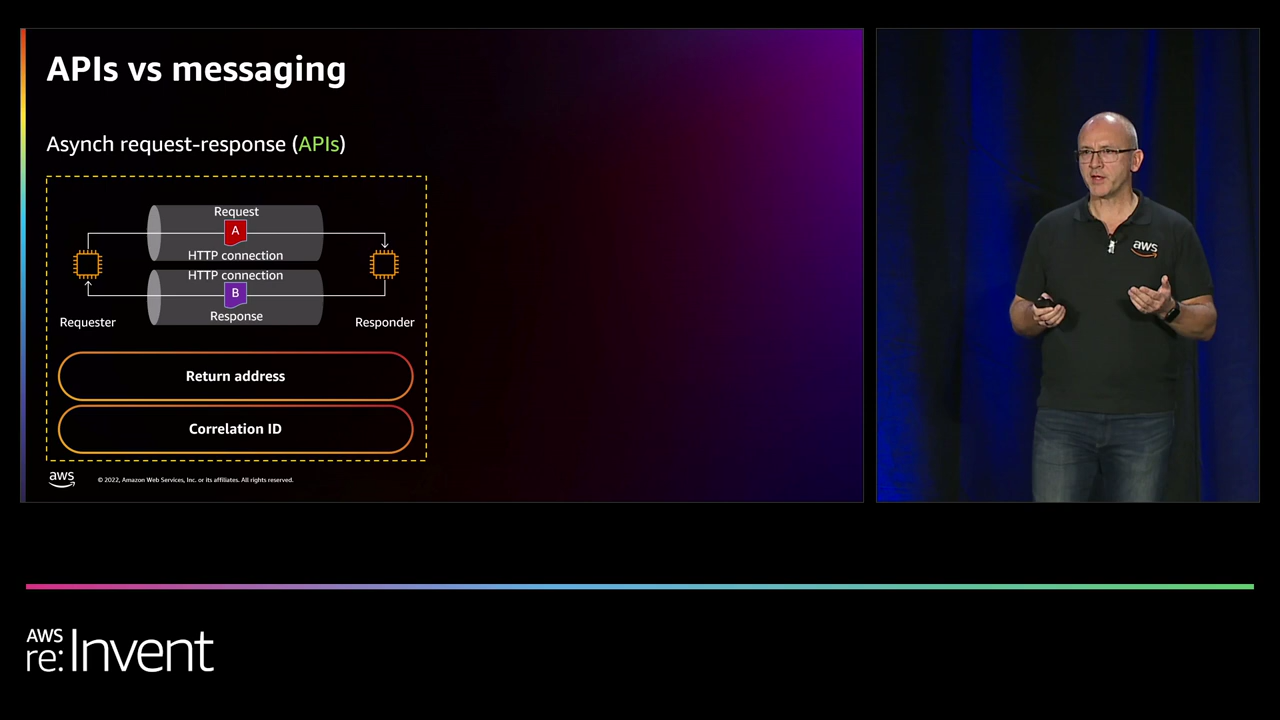 APIs vs messaging
Asynch request-response (APIs)
Request
A
HTTP connection
HTTP connection
B
Response
Requester
Responder
Return address
Correlation ID
aws
© 2022, Amazon Web Services, Inc. or its affiliates. All rights reserved.
aws
AWS
re:Invent